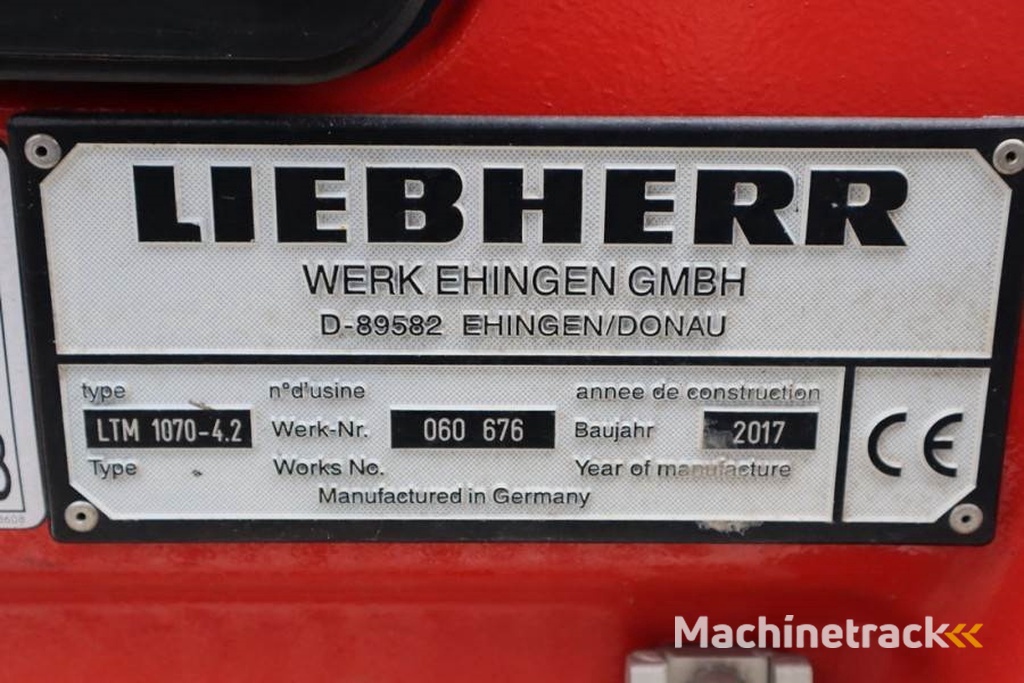 LIEBHERR
WERK EHINGEN GMBH
D-89582 EHINGEN/DONAU
type n°d'usine annee de construction
LTM 1070-4.2 Werk-Nr. 060 676 Baujahr 2017
Type Works No. Year of manufacture
Manufactured in Germany
CE
Machinetrack